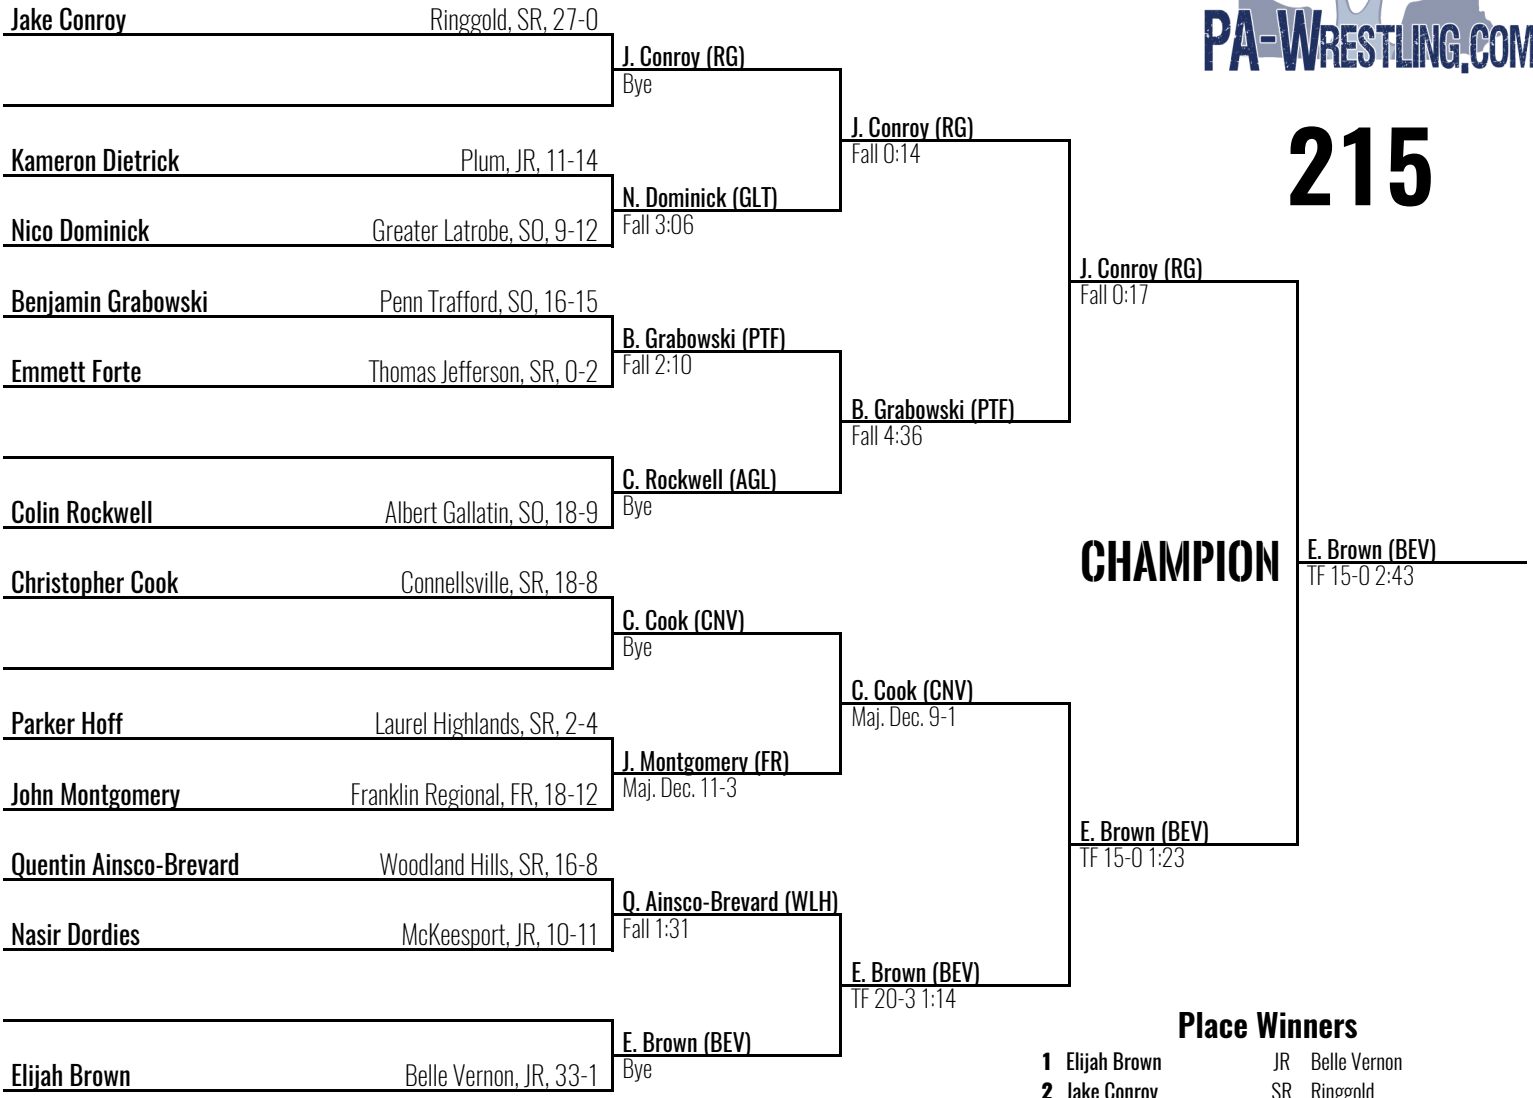 PA-WRESTLING.COM
215
Jake Conroy Ringgold, SR, 27-0
J. Conroy (RG)
Bye
J. Conroy (RG)
Fall 0:14
Kameron Dietrick Plum, JR, 11-14
N. Dominick (GLT)
Fall 3:06
Nico Dominick Greater Latrobe, SO, 9-12
J. Conroy (RG)
Fall 0:17
Benjamin Grabowski Penn Trafford, SO, 16-15
B. Grabowski (PTF)
Fall 2:10
Emmett Forte Thomas Jefferson, SR, 0-2
B. Grabowski (PTF)
Fall 4:36
C. Rockwell (AGL)
Bye
Colin Rockwell Albert Gallatin, SO, 18-9
CHAMPION
E. Brown (BEV)
TF 15-0 2:43
Christopher Cook Connellsville, SR, 18-8
C. Cook (CNV)
Bye
C. Cook (CNV)
Maj. Dec. 9-1
Parker Hoff Laurel Highlands, SR, 2-4
J. Montgomery (FR)
Maj. Dec. 11-3
John Montgomery Franklin Regional, FR, 18-12
E. Brown (BEV)
TF 15-0 1:23
Quentin Ainsco-Brevard Woodland Hills, SR, 16-8
Q. Ainsco-Brevard (WLH)
Fall 1:31
Nasir Dordies McKeesport, JR, 10-11
E. Brown (BEV)
TF 20-3 1:14
E. Brown (BEV)
Bye
Elijah Brown Belle Vernon, JR, 33-1
Place Winners
1 Elijah Brown JR Belle Vernon
2 Jake Conroy SR Ringgold